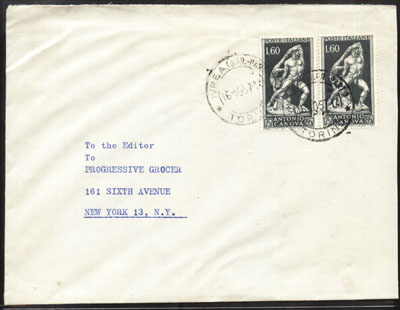 POSTE ITALIANE POSTE ITALIANE
L.60 L.60
ANTONIO CANOVA ANTONIO CANOVA
IVREA
TORINO
To the Editor
To
PROGRESSIVE GROCER
161 SIXTH AVENUE
NEW YORK 13, N.Y.